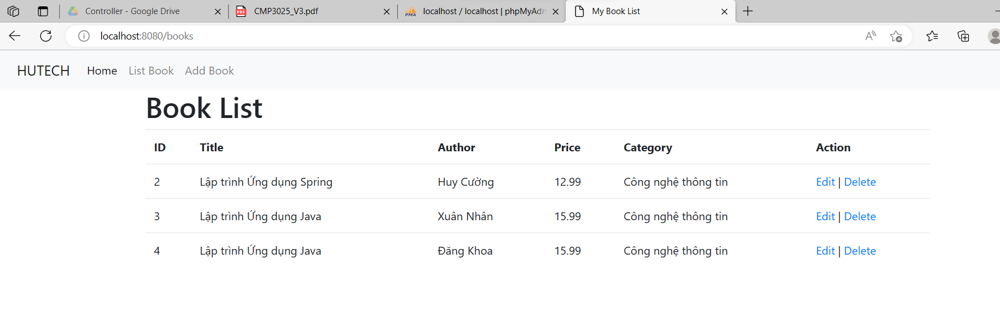 Controller - Google Drive CMP3025_V3.pdf localhost / localhost | phpMyAdn My Book List
localhost:8080/books
HUTECH Home List Book Add Book
Book List
ID Title Author Price Category Action
2 Lập trình Ứng dụng Spring Huy Cường 12.99 Công nghệ thông tin Edit | Delete
3 Lập trình Ứng dụng Java Xuân Nhân 15.99 Công nghệ thông tin Edit | Delete
4 Lập trình Ứng dụng Java Đăng Khoa 15.99 Công nghệ thông tin Edit | Delete